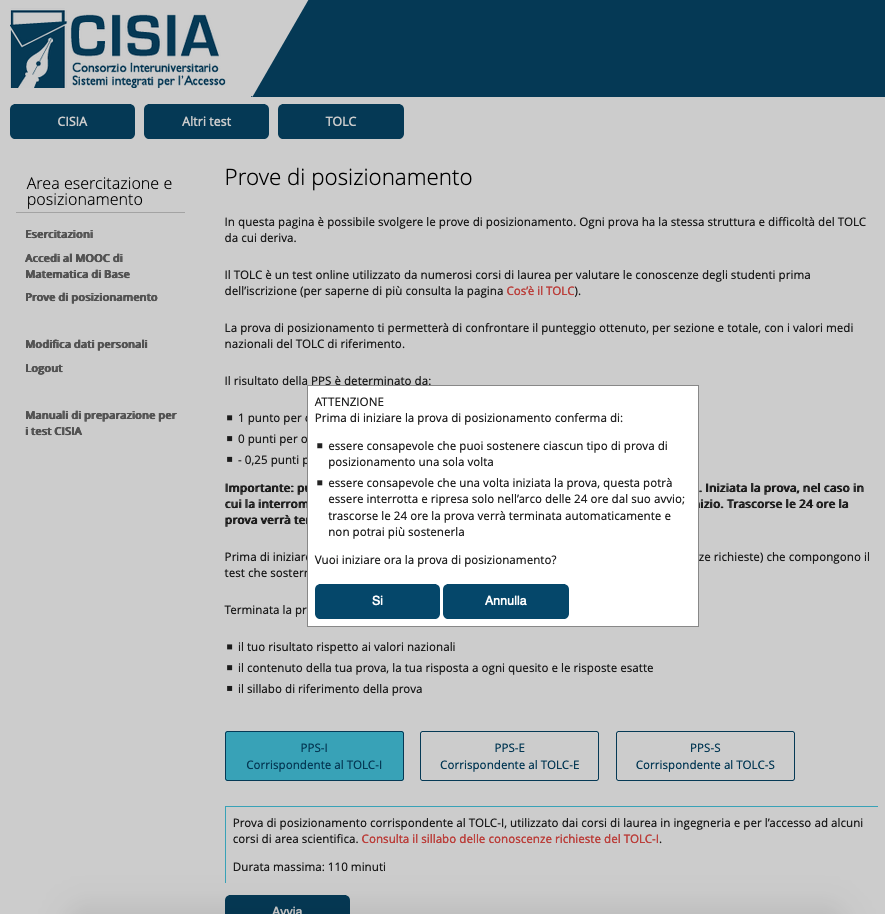 CISIA
Consorzio Interuniversitario
Sistemi integrati per l'Accesso
CISIA
Altri test
TOLC
Area esercitazione e
posizionamento
Esercitazioni
Accedi al MOOC di
Matematica di Base
Prove di posizionamento
Modifica dati personali
Logout
Manuali di preparazione per
i test CISIA
Prove di posizionamento
In questa pagina è possibile svolgere le prove di posizionamento. Ogni prova ha la stessa struttura e difficoltà del TOLC
da cui deriva.
Il TOLC è un test online utilizzato da numerosi corsi di laurea per valutare le conoscenze degli studenti prima
dell'iscrizione (per saperne di più consulta la pagina Cos'è il TOLC).
La prova di posizionamento ti permetterà di confrontare il punteggio ottenuto, per sezione e totale, con i valori medi
nazionali del TOLC di riferimento.
Il risultato della PPS è determinato da:
1 punto per
0 punti per
- 0,25 punti
Importante: . Iniziata la prova, nel caso in
cui la . Trascorse le 24 ore la
prova verrà
Prima di richieste) che compongono il
test che
Terminata la
ATTENZIONE
Prima di iniziare la prova di posizionamento conferma di:
essere consapevole che puoi sostenere ciascun tipo di prova di
posizionamento una sola volta
essere consapevole che una volta iniziata la prova, questa potrà
essere interrotta e ripresa solo nell'arco delle 24 ore dal suo avvio;
trascorse le 24 ore la prova verrà terminata automaticamente e
non potrai più sostenerla
Vuoi iniziare ora la prova di posizionamento?
Si
Annulla
il tuo risultato rispetto ai valori nazionali
il contenuto della tua prova, la tua risposta a ogni quesito e le risposte esatte
il sillabo di riferimento della prova
PPS-I
Corrispondente al TOLC-I
PPS-E
Corrispondente al TOLC-E
PPS-S
Corrispondente al TOLC-S
Prova di posizionamento corrispondente al TOLC-I, utilizzato dai corsi di laurea in ingegneria e per l'accesso ad alcuni
corsi di area scientifica. Consulta il sillabo delle conoscenze richieste del TOLC-I.
Durata massima: 110 minuti
Avvia